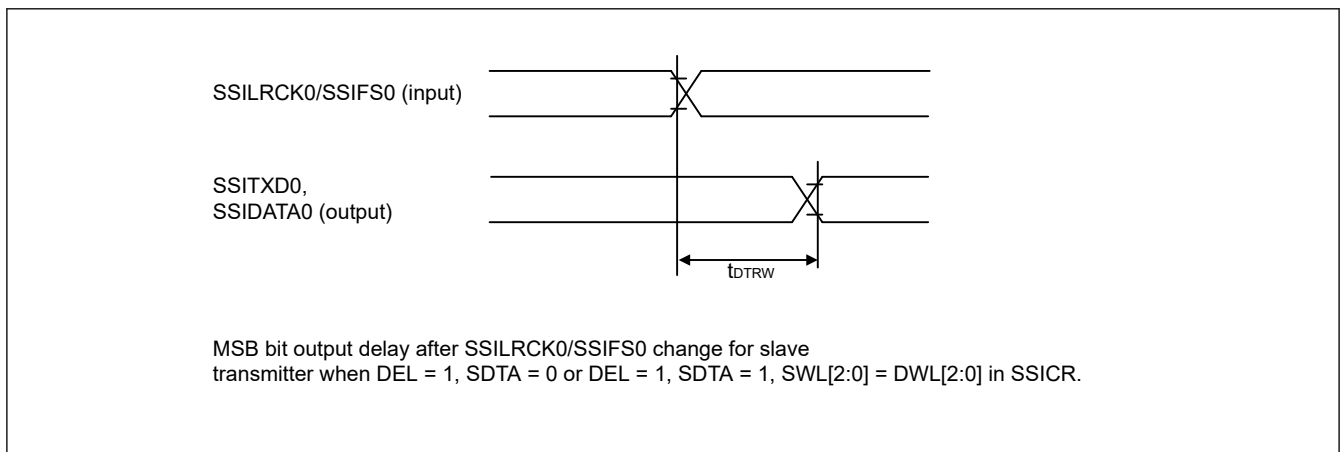 SSILRCK0/SSIFS0 (input)
SSITXD0,
SSIDATA0 (output)
tDTRW
MSB bit output delay after SSILRCK0/SSIFS0 change for slave
transmitter when DEL = 1, SDTA = 0 or DEL = 1, SDTA = 1, SWL[2:0] = DWL[2:0] in SSICR.